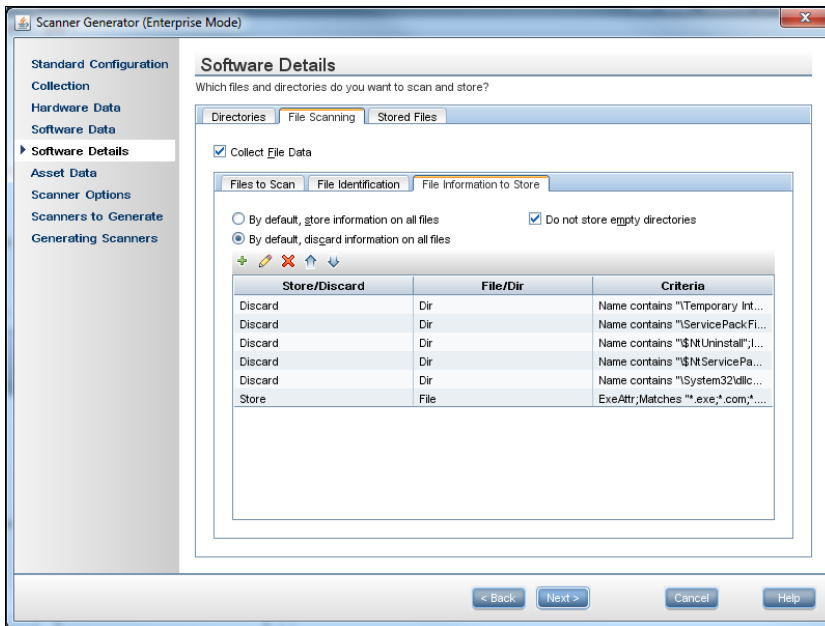 Scanner Generator (Enterprise Mode)
Standard Configuration
Collection
Hardware Data
Software Data
Software Details
Asset Data
Scanner Options
Scanners to Generate
Generating Scanners
Software Details
Which files and directories do you want to scan and store?
Directories File Scanning Stored Files
Collect File Data
Files to Scan File Identification File Information to Store
By default, store information on all files Do not store empty directories
By default, discard information on all files
Store/Discard File/Dir Criteria
Discard Dir Name contains "\Temporary Int...
Discard Dir Name contains "\ServicePackFi...
Discard Dir Name contains "\$NtUninstall";I...
Discard Dir Name contains "\$NtServicePa...
Discard Dir Name contains "\System32\dllc...
Store File ExeAttr;Matches "*.exe;*.com;*....
< Back Next > Cancel Help